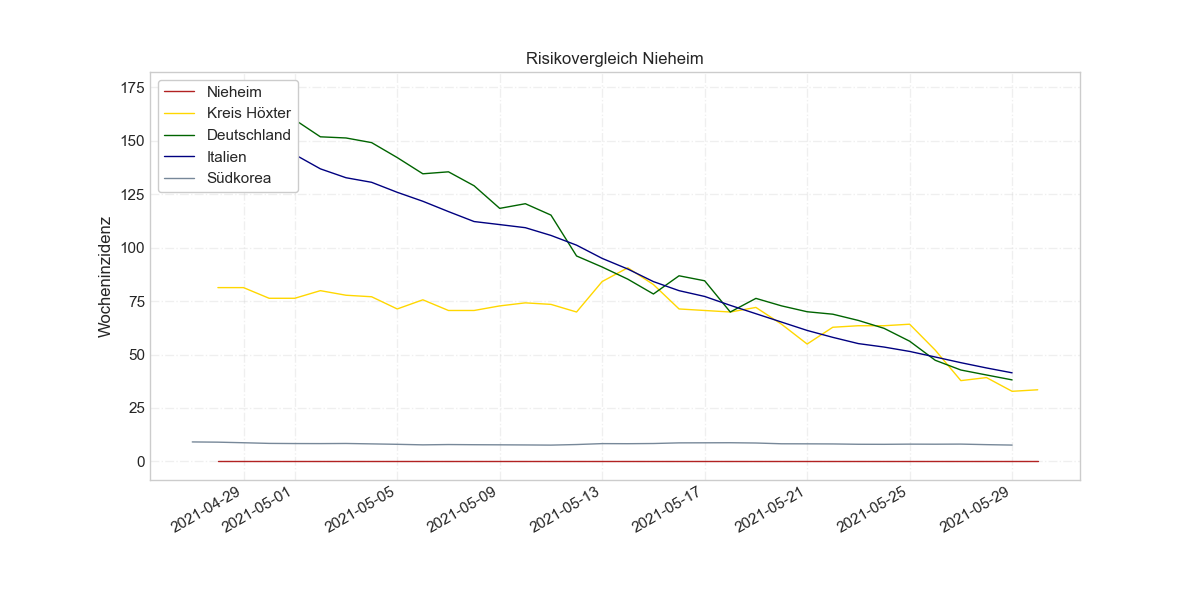 Risikovergleich Nieheim
Nieheim
Kreis Höxter
Deutschland
Italien
Südkorea
Wocheninzidenz
175
150
125
100
75
50
25
0
2021-04-29
2021-05-01
2021-05-05
2021-05-09
2021-05-13
2021-05-17
2021-05-21
2021-05-25
2021-05-29